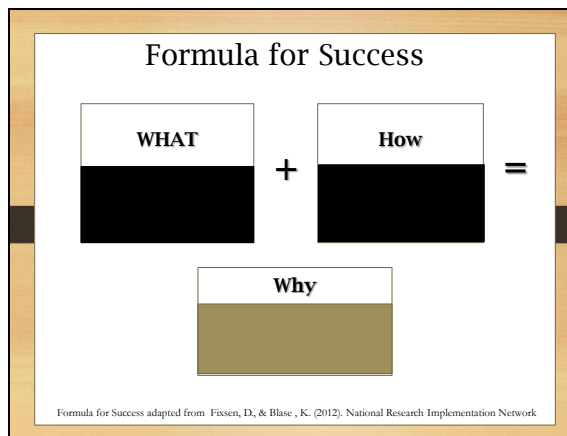 Formula for Success
WHAT
+
How
=
Why
Formula for Success adapted from Fixsen, D., & Blase , K. (2012). National Research Implementation Network